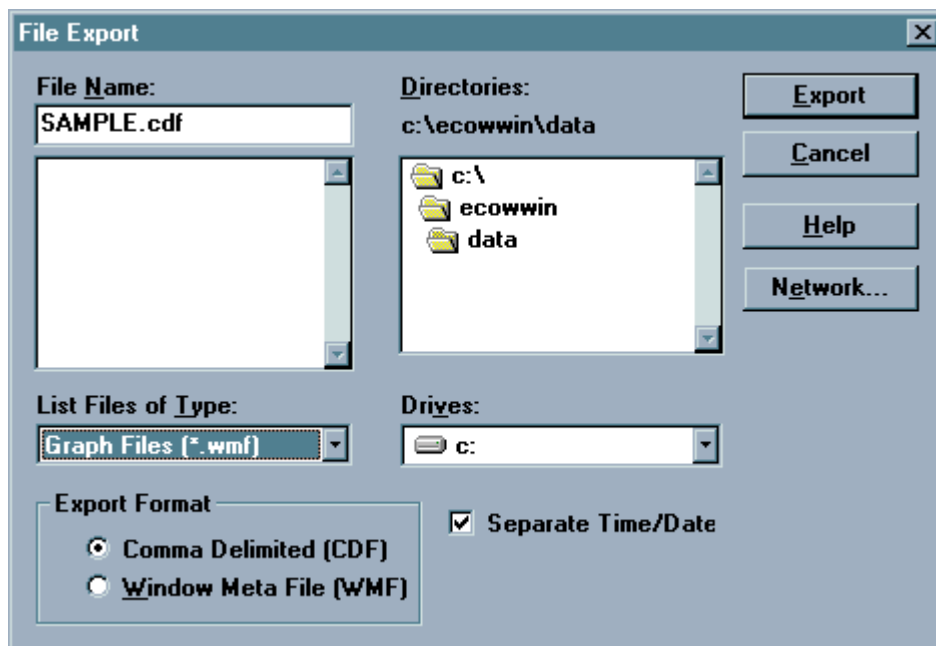 File Export
File Name:
SAMPLE.cdf
Directories:
c:\ecowwin\data
c:\
ecowwin
data
Export
Cancel
Help
Network...
List Files of Type:
Graph Files (*.wmf)
Drives:
c:
Export Format
Comma Delimited (CDF)
Window Meta File (WMF)
Separate Time/Date